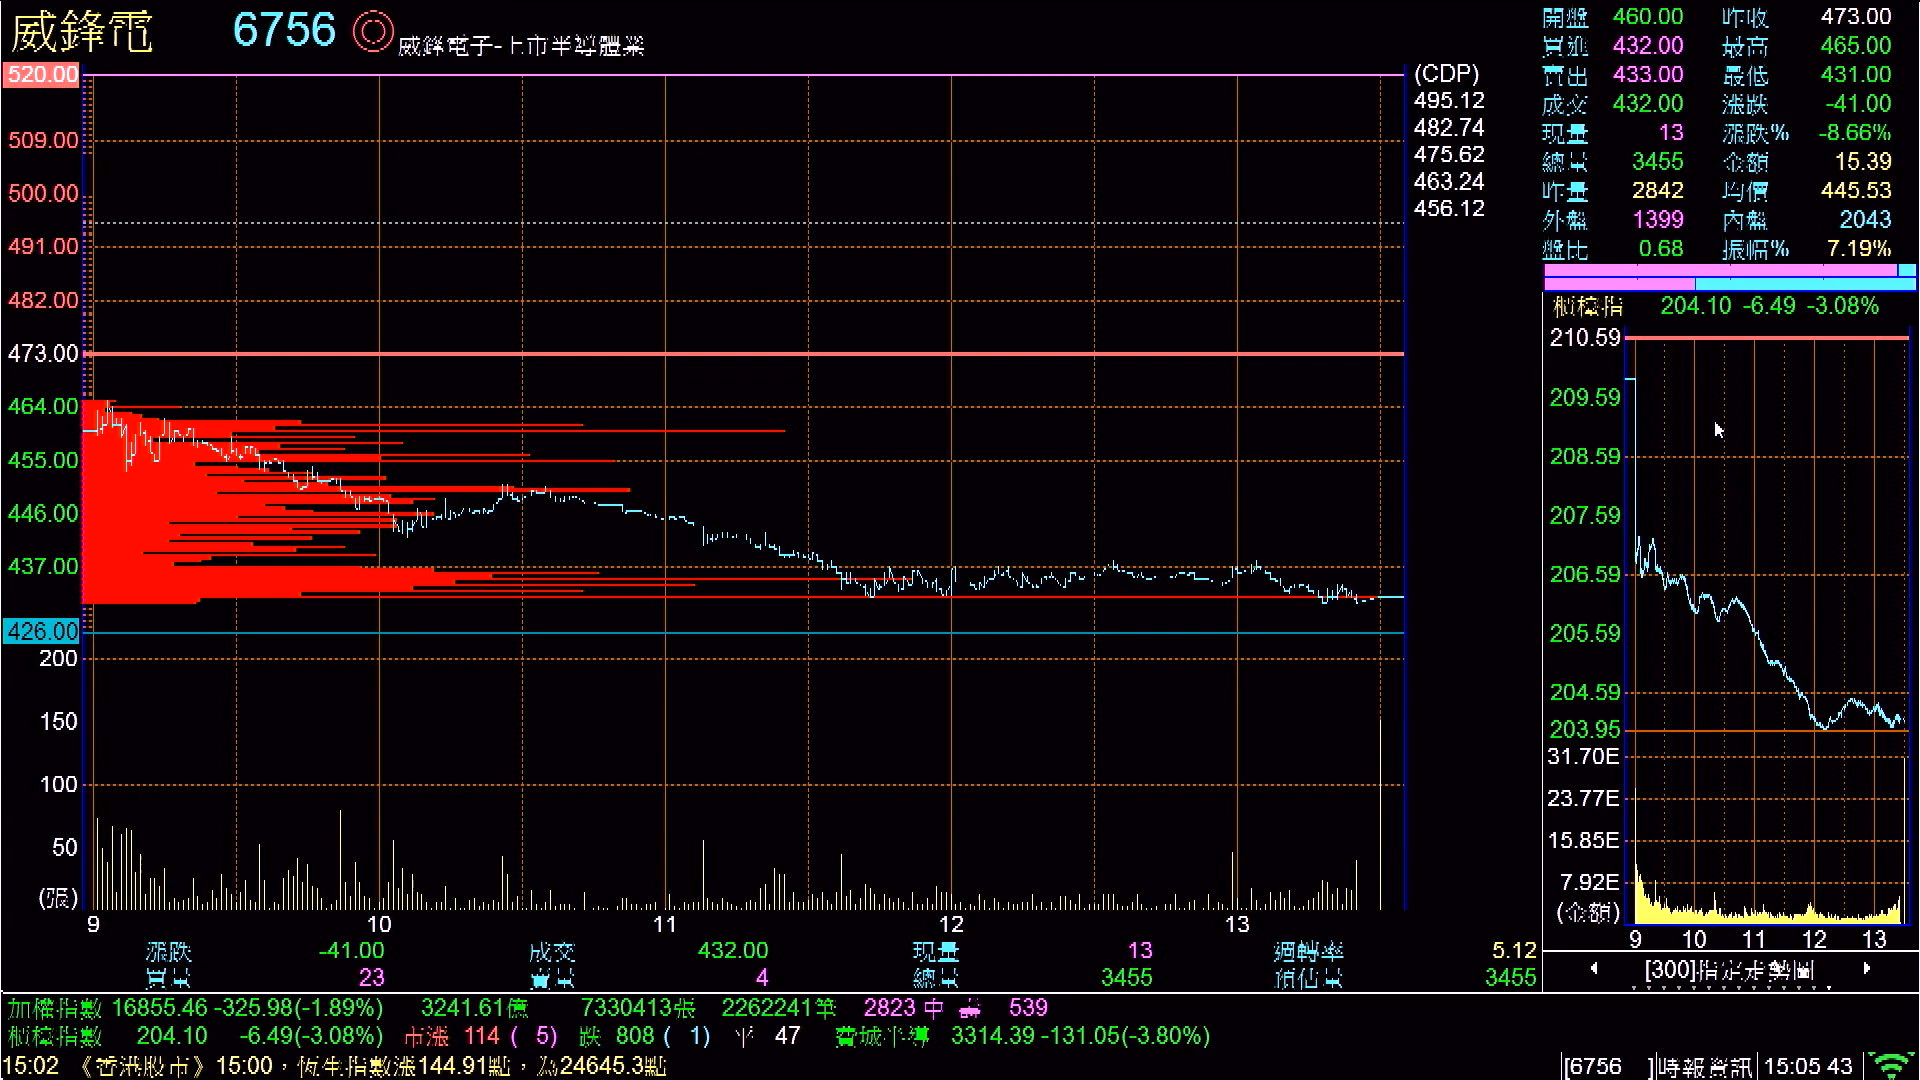 威鋒電 6756 威鋒電子-上市半導體業
520.00
509.00
500.00
491.00
482.00
473.00
464.00
455.00
446.00
437.00
426.00
200
150
100
50
(張)
9 10 11 12 13
(CDP)
495.12
482.74
475.62
463.24
456.12
開盤 460.00 昨收 473.00
買進 432.00 最高 465.00
賣出 433.00 最低 431.00
成交 432.00 漲跌 -41.00
現量 13 漲跌% -8.66%
總量 3455 金額 15.39
昨量 2842 均價 445.53
外盤 1399 內盤 2043
盤比 0.68 振幅% 7.19%
櫃檯指 204.10 -6.49 -3.08%
210.59
209.59
208.59
207.59
206.59
205.59
204.59
203.95
31.70E
23.77E
15.85E
7.92E
(金額)
9 10 11 12 13
[300]指定走勢圖
漲跌 -41.00 成交 432.00 現量 13 週轉率 5.12
買量 23 賣量 4 總量 3455 預估量 3455
加權指數 16855.46 -325.98(-1.89%) 3241.61億 7330413張 2262241筆 2823 中 539
櫃檯指數 204.10 -6.49(-3.08%) 市漲 114 ( 5) 跌 808 ( 1) 平 47 費城半導 3314.39 -131.05(-3.80%)
15:02 《香港股市》15:00，恆生指數漲144.91點，為24645.3點
[6756 ]時報資訊 15:05 43